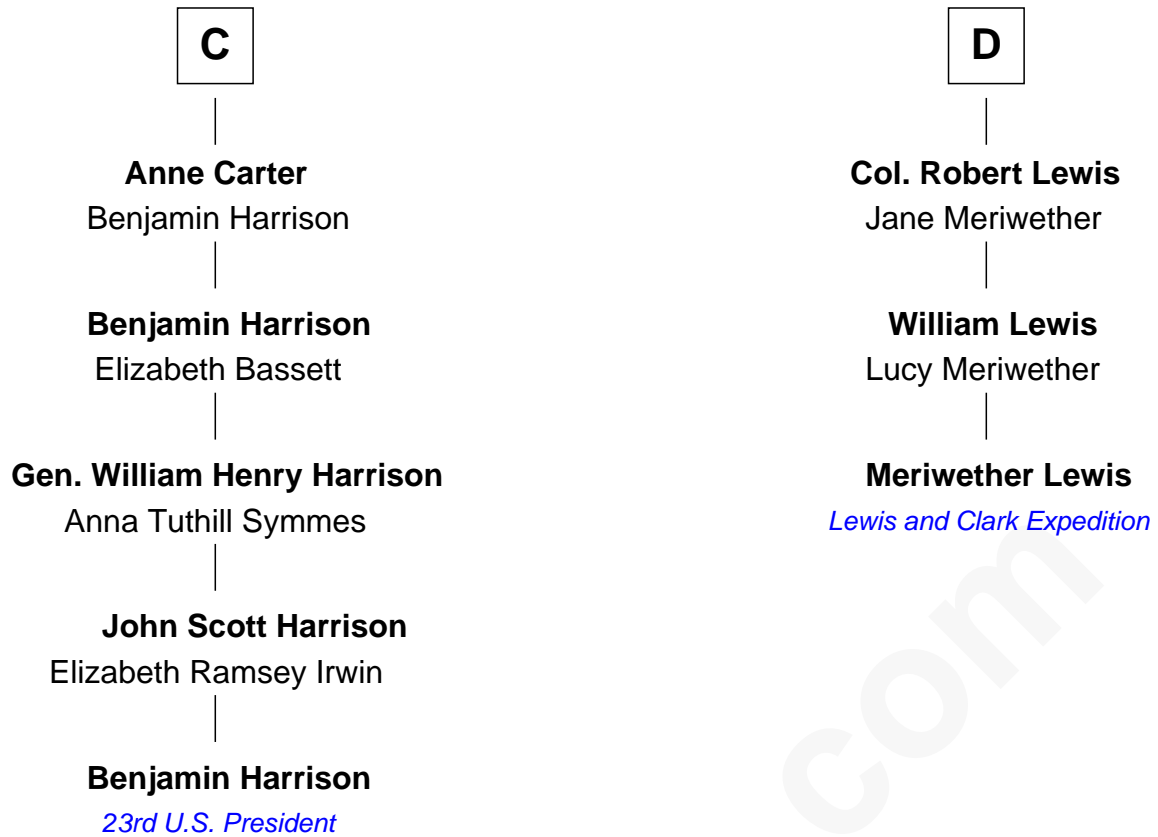 C
Anne Carter
Benjamin Harrison
Benjamin Harrison
Elizabeth Bassett
Gen. William Henry Harrison
Anna Tuthill Symmes
John Scott Harrison
Elizabeth Ramsey Irwin
Benjamin Harrison
23rd U.S. President
D
Col. Robert Lewis
Jane Meriwether
William Lewis
Lucy Meriwether
Meriwether Lewis
Lewis and Clark Expedition
com